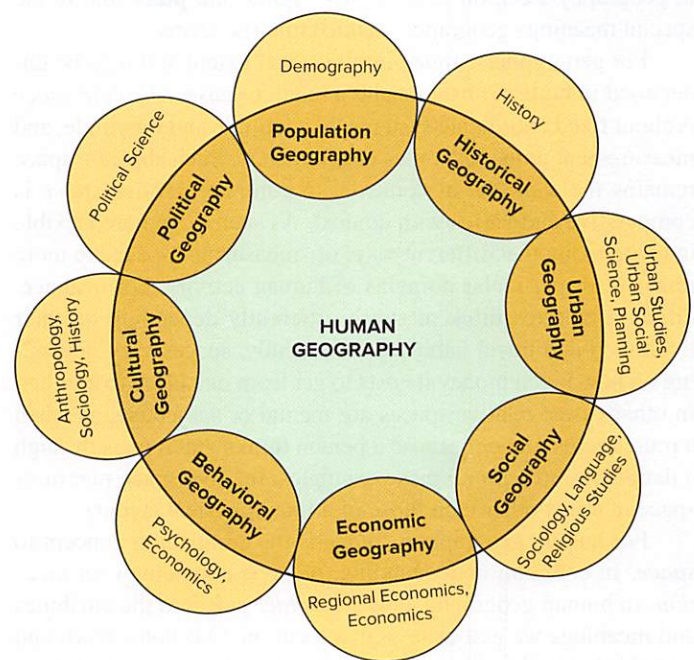 Demography
Population
Geography
History
Historical
Geography
Urban Studies,
Urban Social
Science, Planning
Urban
Geography
Sociology, Language,
Religious Studies
Social
Geography
Economic
Geography
Regional Economics,
Economics
Behavioral
Geography
Psychology,
Economics
Anthropology,
Sociology, History
Cultural
Geography
Political Science
Political
Geography
HUMAN
GEOGRAPHY